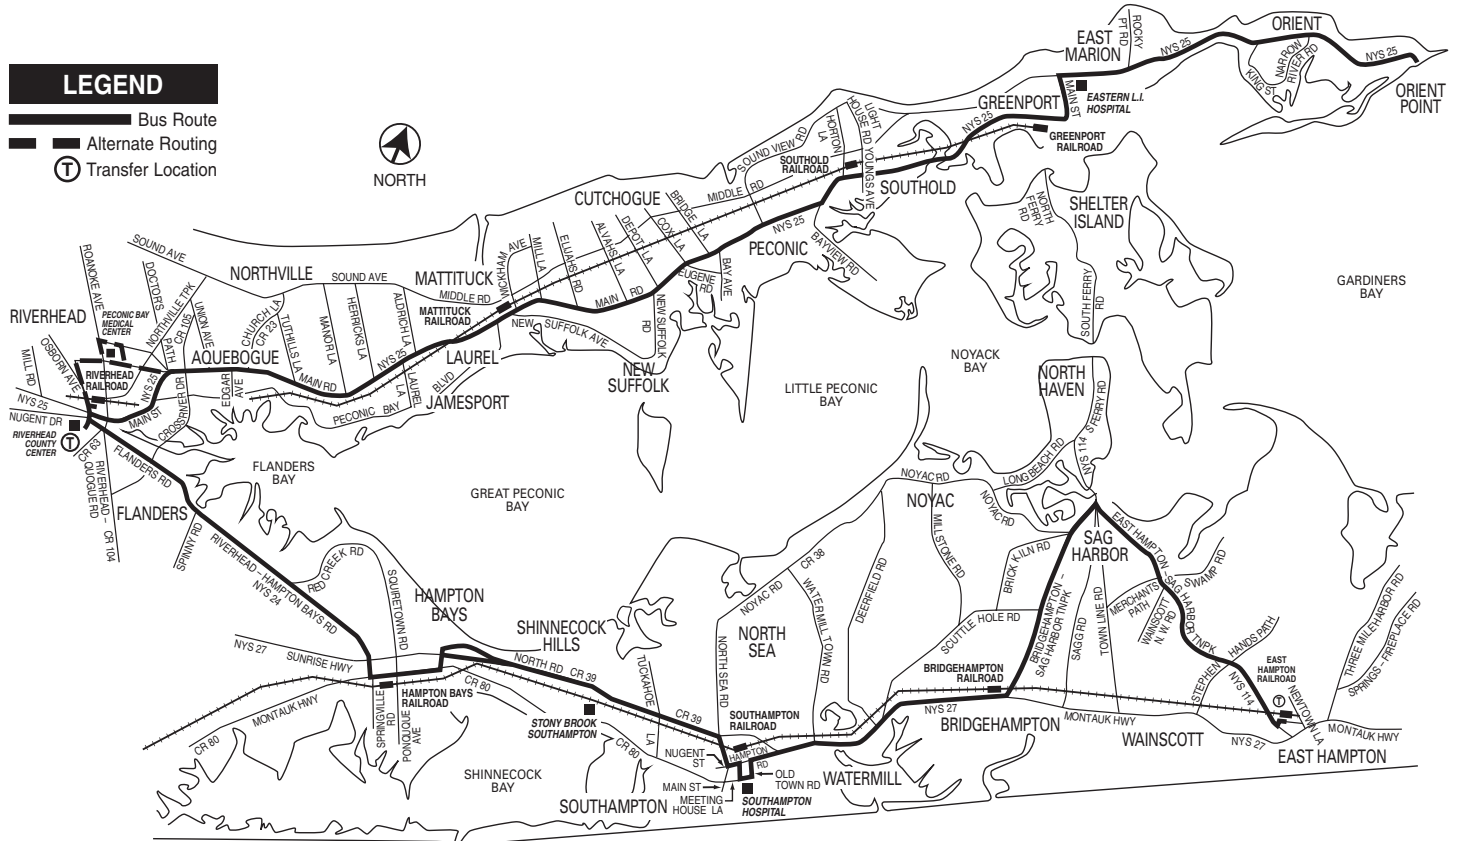 LEGEND
Bus Route
Alternate Routing
T
Transfer Location
NORTH
ROCKY
PT RD
ORIENT
EAST
MARION
NYS 25
NARROW
RIVER RD
KING ST
NYS 25
ORIENT
POINT
MAIN ST
EASTERN L.I.
HOSPITAL
GREENPORT
NYS 25
GREENPORT
RAILROAD
LIGHT
HOUSE RD
YOUNGS AVE
HORTON
LA
SOUND VIEW RD
SOUTHOLD
RAILROAD
SOUTHOLD
MIDDLE RD
CUTCHOGUE
BRIDGE LA
COX LA
DEPOT LA
ALVAHS LA
ELIJAHS RD
MILL LA
WICKHAM AVE
NYS 25
PECONIC
BAYVIEW RD
NORTH
FERRY
RD
SHELTER
ISLAND
SOUTH FERRY
RD
GARDINERS
BAY
EUGENE
RD
BAY AVE
MAIN RD
NEW SUFFOLK
RD
NEW SUFFOLK AVE
NEW
SUFFOLK
ROANOKE AVE
SOUND AVE
DOCTORS
PATH
NORTHVILLE TPK
CR 105
UNION AVE
NORTHVILLE
SOUND AVE
MATTITUCK
MIDDLE RD
MATTITUCK
RAILROAD
CHURCH LA
CR 23
TUTHILLS LA
MANOR LA
HERRICKS LA
ALDRICH LA
RIVERHEAD
PECONIC BAY
MEDICAL
CENTER
OSBORN AVE
MILL RD
RIVERHEAD
RAILROAD
AQUEBOGUE
EDGAR
AVE
MAIN RD
NYS 25
LAUREL
LAUREL
LA
PECONIC BAY BLVD
JAMESPORT
NYS 25
NYS 25
NUGENT DR
MAIN ST
CROSSRIVER DR
RIVERHEAD
COUNTY
CENTER
T
CR 63
RIVERHEAD –
QUOGUE RD
CR 104
FLANDERS RD
FLANDERS
FLANDERS
BAY
GREAT PECONIC
BAY
LITTLE PECONIC
BAY
NOYACK
BAY
NORTH
HAVEN
S FERRY RD
NYS 114
LONG BEACH RD
NOYAC RD
NOYAC
NOYAC RD
SPINNY RD
RIVERHEAD – HAMPTON BAYS RD
NYS 24
RED CREEK RD
SQUIRETOWN RD
HAMPTON
BAYS
NYS 27
SUNRISE HWY
MONTAUK HWY
CR 80
SPRINGVILLE
RD
PONQUOGUE
AVE
HAMPTON BAYS
RAILROAD
CR 80
SHINNECOCK
HILLS
NORTH RD CR 39
TUCKAHOE
LA
STONY BROOK
SOUTHAMPTON
CR 80
CR 39
SHINNECOCK
BAY
SOUTHAMPTON
NORTH SEA RD
NOYAC RD
CR 38
NORTH
SEA
WATERMILL TOWN RD
DEERFIELD RD
MILL STONE RD
SCUTTLE HOLE RD
BRICK KILN RD
SAG
HARBOR
BRIDGEHAMPTON –
SAG HARBOR TNPK
SAGG RD
TOWN LINE RD
EAST HAMPTON – SAG HARBOR TNPK
MERCHANTS
PATH
WAINSCOTT
N.W. RD
SWAMP RD
STEPHEN HANDS PATH
NYS 114
EAST
HAMPTON
RAILROAD
T
NEWTOWN LA
THREE MILE HARBOR RD
SPRINGS – FIREPLACE RD
MONTAUK HWY
EAST HAMPTON
NYS 27
WAINSCOTT
MONTAUK HWY
BRIDGEHAMPTON
RAILROAD
NYS 27
BRIDGEHAMPTON
SOUTHAMPTON
RAILROAD
NUGENT
ST
HAMPTON
RD
OLD
TOWN RD
WATERMILL
MAIN ST
MEETING
HOUSE LA
SOUTHAMPTON
HOSPITAL